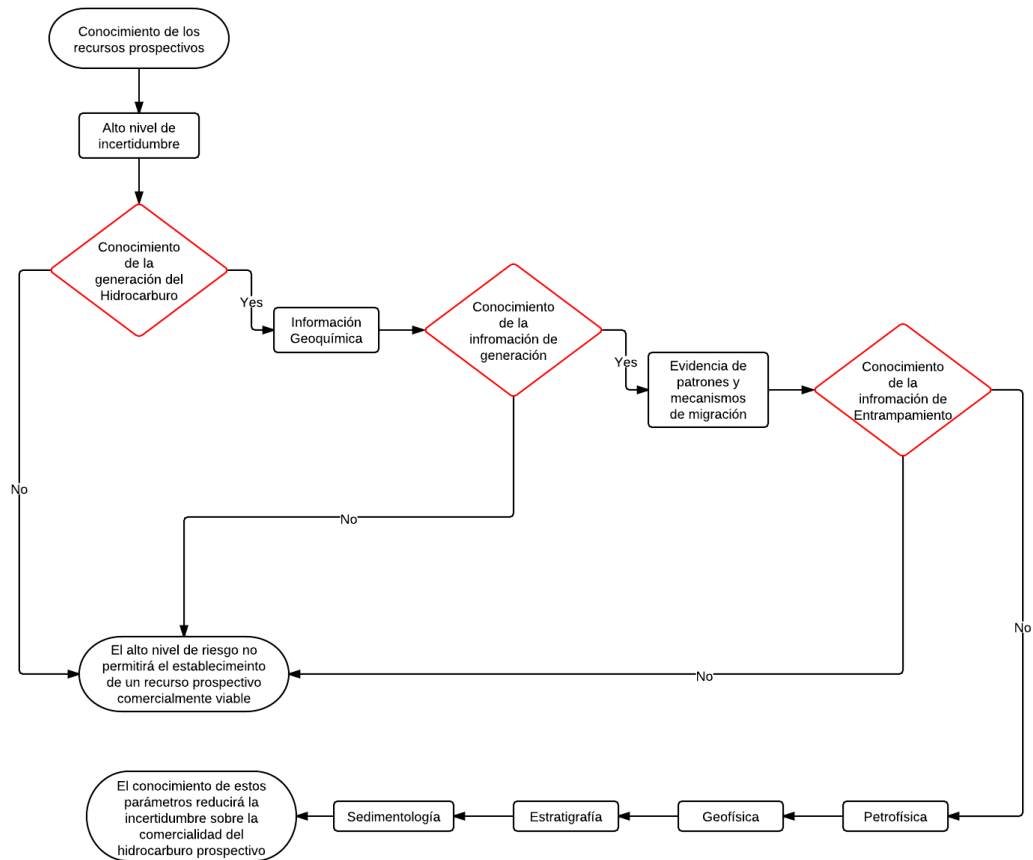 Conocimiento de los
recursos prospectivos
Alto nivel de
incertidumbre
Conocimiento
de la
generación del
Hidrocarburo
Yes
Información
Geoquímica
Conocimiento
de la
infromación de
generación
Yes
Evidencia de
patrones y
mecanismos
de migración
Conocimiento
de la
infromación de
Entrampamiento
No
No
No
No
El alto nivel de riesgo no
permitirá el establecimeinto
de un recurso prospectivo
comercialmente viable
El conocimiento de estos
parámetros reducirá la
incertidumbre sobre la
comercialidad del
hidrocarburo prospectivo
Sedimentología
Estratigrafía
Geofísica
Petrofísica